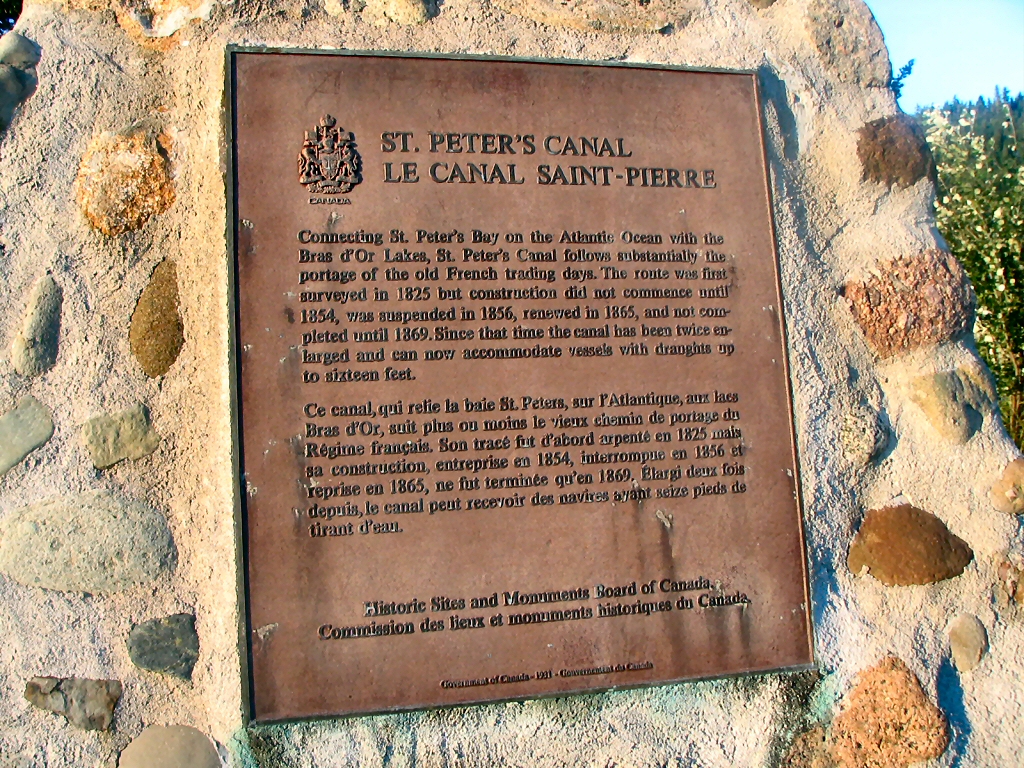 ST. PETER'S CANAL
LE CANAL SAINT-PIERRE
CANADA
Connecting St. Peter's Bay on the Atlantic Ocean with the
Bras d'Or Lakes, St. Peter's Canal follows substantially the
portage of the old French trading days. The route was first
surveyed in 1825 but construction did not commence until
1854, was suspended in 1856, renewed in 1865, and not com-
pleted until 1869. Since that time the canal has been twice en-
larged and can now accommodate vessels with draughts up
to sixteen feet.
Ce canal, qui relie la baie St. Peters, sur l'Atlantique, aux lacs
Bras d'Or, suit plus ou moins le vieux chemin de portage du
Régime français. Son tracé fut d'abord arpenté en 1825 mais
sa construction, entreprise en 1854, interrompue en 1856 et
reprise en 1865, ne fut terminée qu'en 1869. Élargi deux fois
depuis, le canal peut recevoir des navires ayant seize pieds de
tirant d'eau.
Historic Sites and Monuments Board of Canada.
Commission des lieux et monuments historiques du Canada.
Government of Canada - 1981 - Gouvernement du Canada